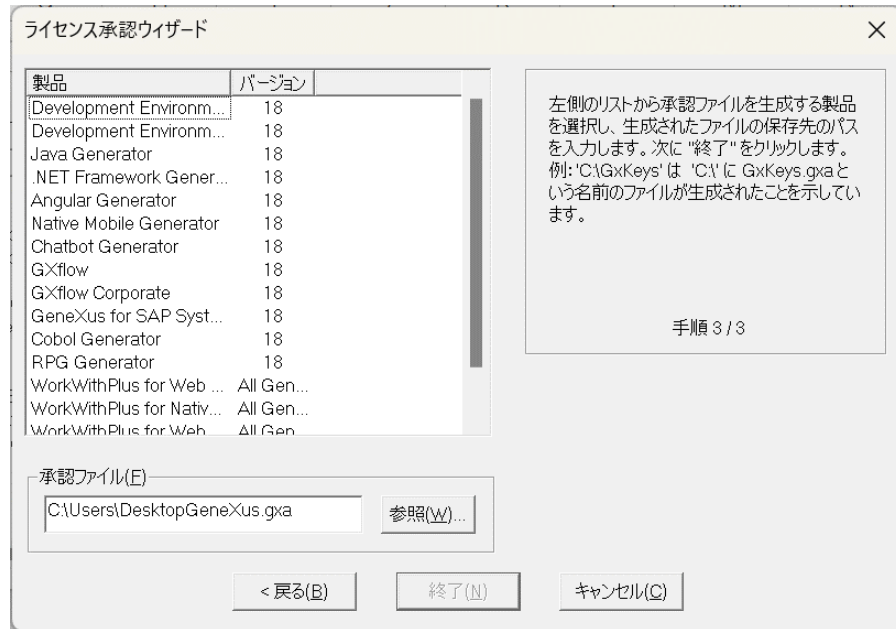 ライセンス承認ウィザード
製品 バージョン
Development Environm... 18
Development Environm... 18
Java Generator 18
.NET Framework Gener... 18
Angular Generator 18
Native Mobile Generator 18
Chatbot Generator 18
GXflow 18
GXflow Corporate 18
GeneXus for SAP Syst... 18
Cobol Generator 18
RPG Generator 18
WorkWithPlus for Web ... All Gen...
WorkWithPlus for Nativ... All Gen...
WorkWithPlus for Web All Gen
左側のリストから承認ファイルを生成する製品
を選択し、生成されたファイルの保存先のパス
を入力します。次に "終了" をクリックします。
例: 'C:\GxKeys' は 'C:\' に GxKeys.gxa と
いう名前のファイルが生成されたことを示してい
ます。
手順 3 / 3
承認ファイル(F)
C:\Users\DesktopGeneXus.gxa
参照(W)...
< 戻る(B)
終了(N)
キャンセル(C)